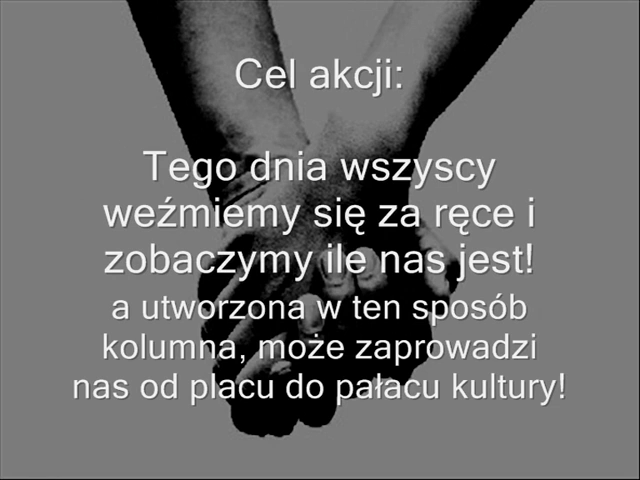 Cel akcji:
Tego dnia wszyscy
weźmiemy się za ręce i
zobaczymy ile nas jest!
a utworzona w ten sposób
kolumna, może zaprowadzi
nas od placu do pałacu kultury!